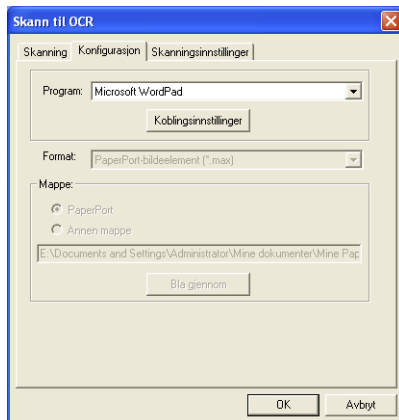 Skann til OCR
Skanning Konfigurasjon Skanningsinnstillinger
Program: Microsoft WordPad
Koblingsinnstillinger
Format: PaperPort-bildeelement (*.max)
Mappe:
PaperPort
Annen mappe
E:\Documents and Settings\Administrator\Mine dokumenter\Mine Pap
Bla gjennom
OK Avbryt